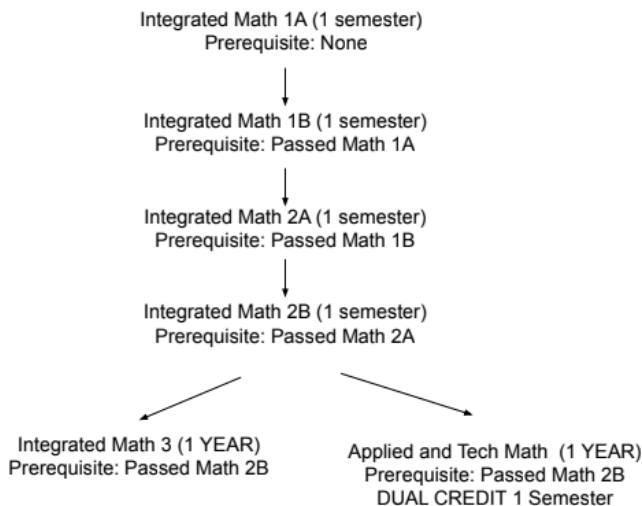 Integrated Math 1A (1 semester)
Prerequisite: None
Integrated Math 1B (1 semester)
Prerequisite: Passed Math 1A
Integrated Math 2A (1 semester)
Prerequisite: Passed Math 1B
Integrated Math 2B (1 semester)
Prerequisite: Passed Math 2A
Integrated Math 3 (1 YEAR)
Prerequisite: Passed Math 2B
Applied and Tech Math (1 YEAR)
Prerequisite: Passed Math 2B
DUAL CREDIT 1 Semester